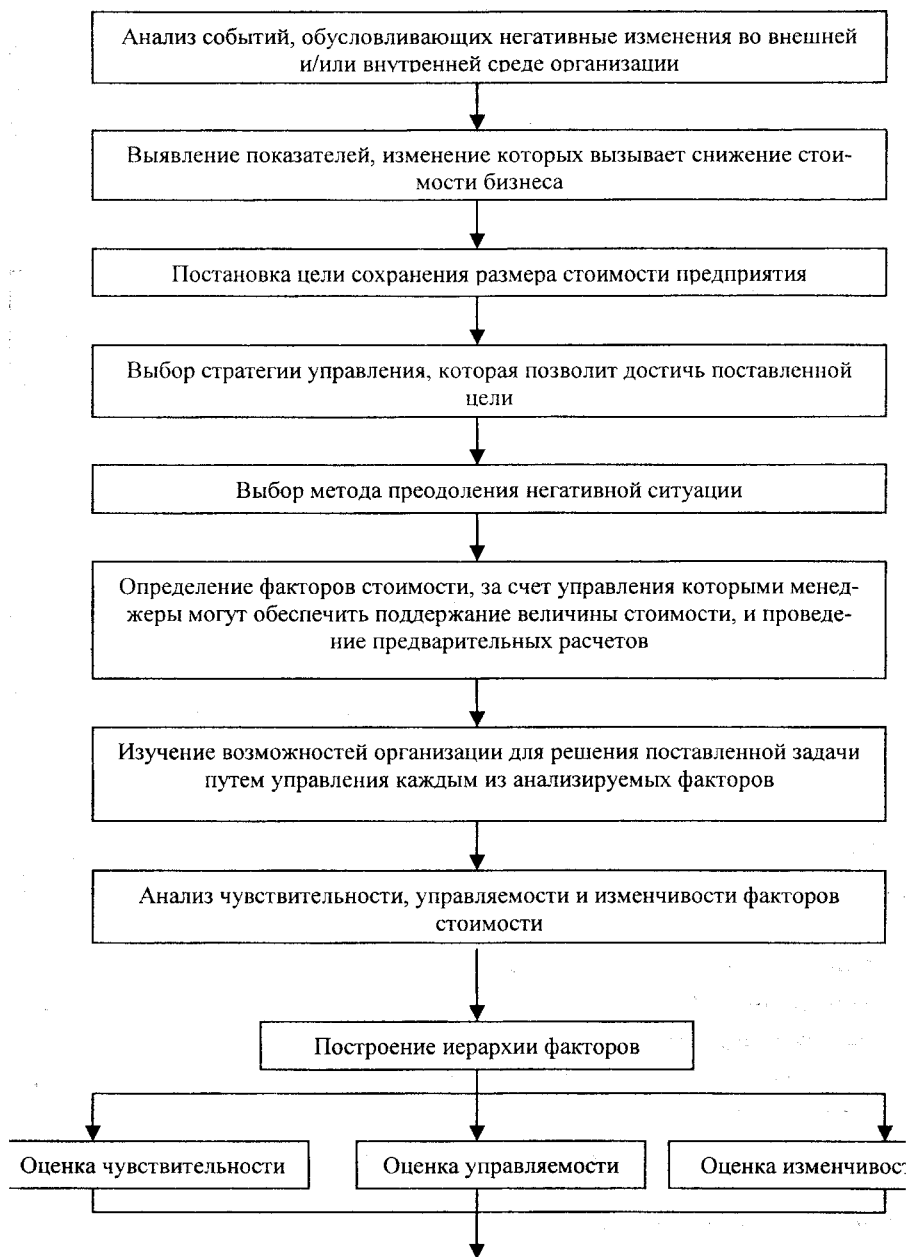 Анализ событий, обусловливающих негативные изменения во внешней
и/или внутренней среде организации
Выявление показателей, изменение которых вызывает снижение стои-
мости бизнеса
Постановка цели сохранения размера стоимости предприятия
Выбор стратегии управления, которая позволит достичь поставленной
цели
Выбор метода преодоления негативной ситуации
Определение факторов стоимости, за счет управления которыми менед-
жеры могут обеспечить поддержание величины стоимости, и проведе-
ние предварительных расчетов
Изучение возможностей организации для решения поставленной задачи
путем управления каждым из анализируемых факторов
Анализ чувствительности, управляемости и изменчивости факторов
стоимости
Построение иерархии факторов
Оценка чувствительности
Оценка управляемости
Оценка изменчивост